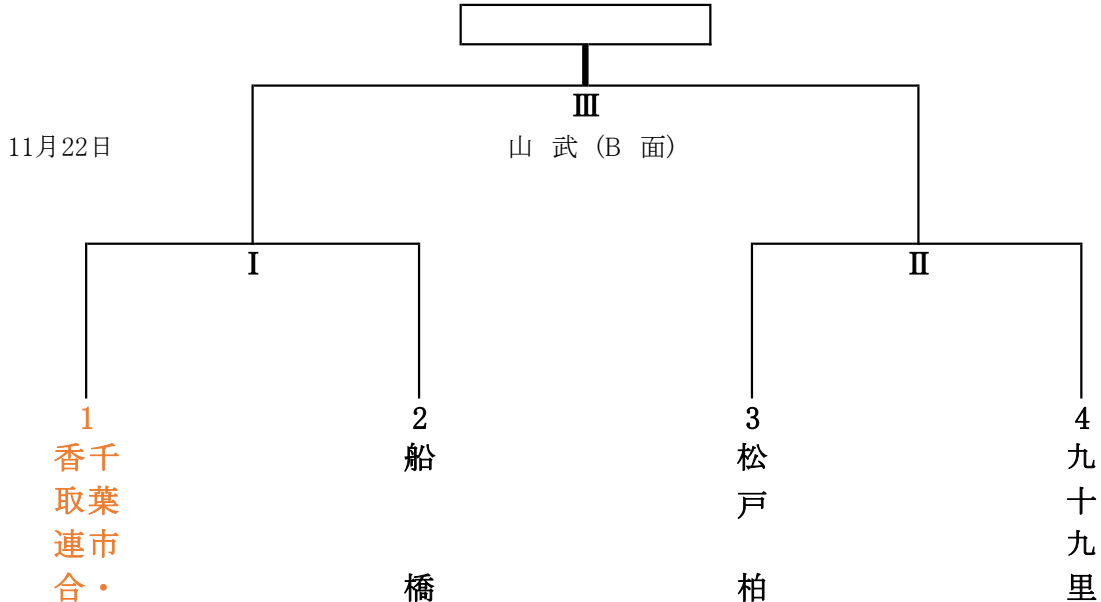 Ⅲ
11月22日
山 武 (B 面)
Ⅰ
Ⅱ
1
千葉市・
香取連合
2
船 橋
3
松戸 柏
4
九十九里